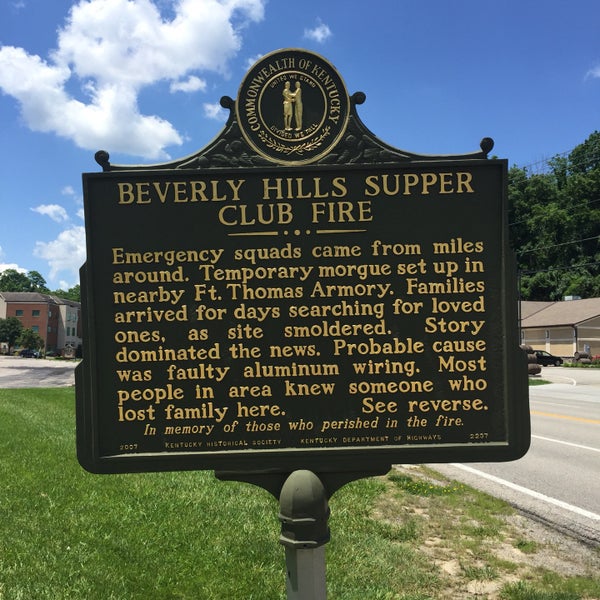 COMMONWEALTH OF KENTUCKY
UNITED WE STAND
DIVIDED WE FALL
BEVERLY HILLS SUPPER
CLUB FIRE
Emergency squads came from miles
around. Temporary morgue set up in
nearby Ft. Thomas Armory. Families
arrived for days searching for loved
ones, as site smoldered. Story
dominated the news. Probable cause
was faulty aluminum wiring. Most
people in area knew someone who
lost family here. See reverse.
In memory of those who perished in the fire.
2007 KENTUCKY HISTORICAL SOCIETY KENTUCKY DEPARTMENT OF HIGHWAYS 2257